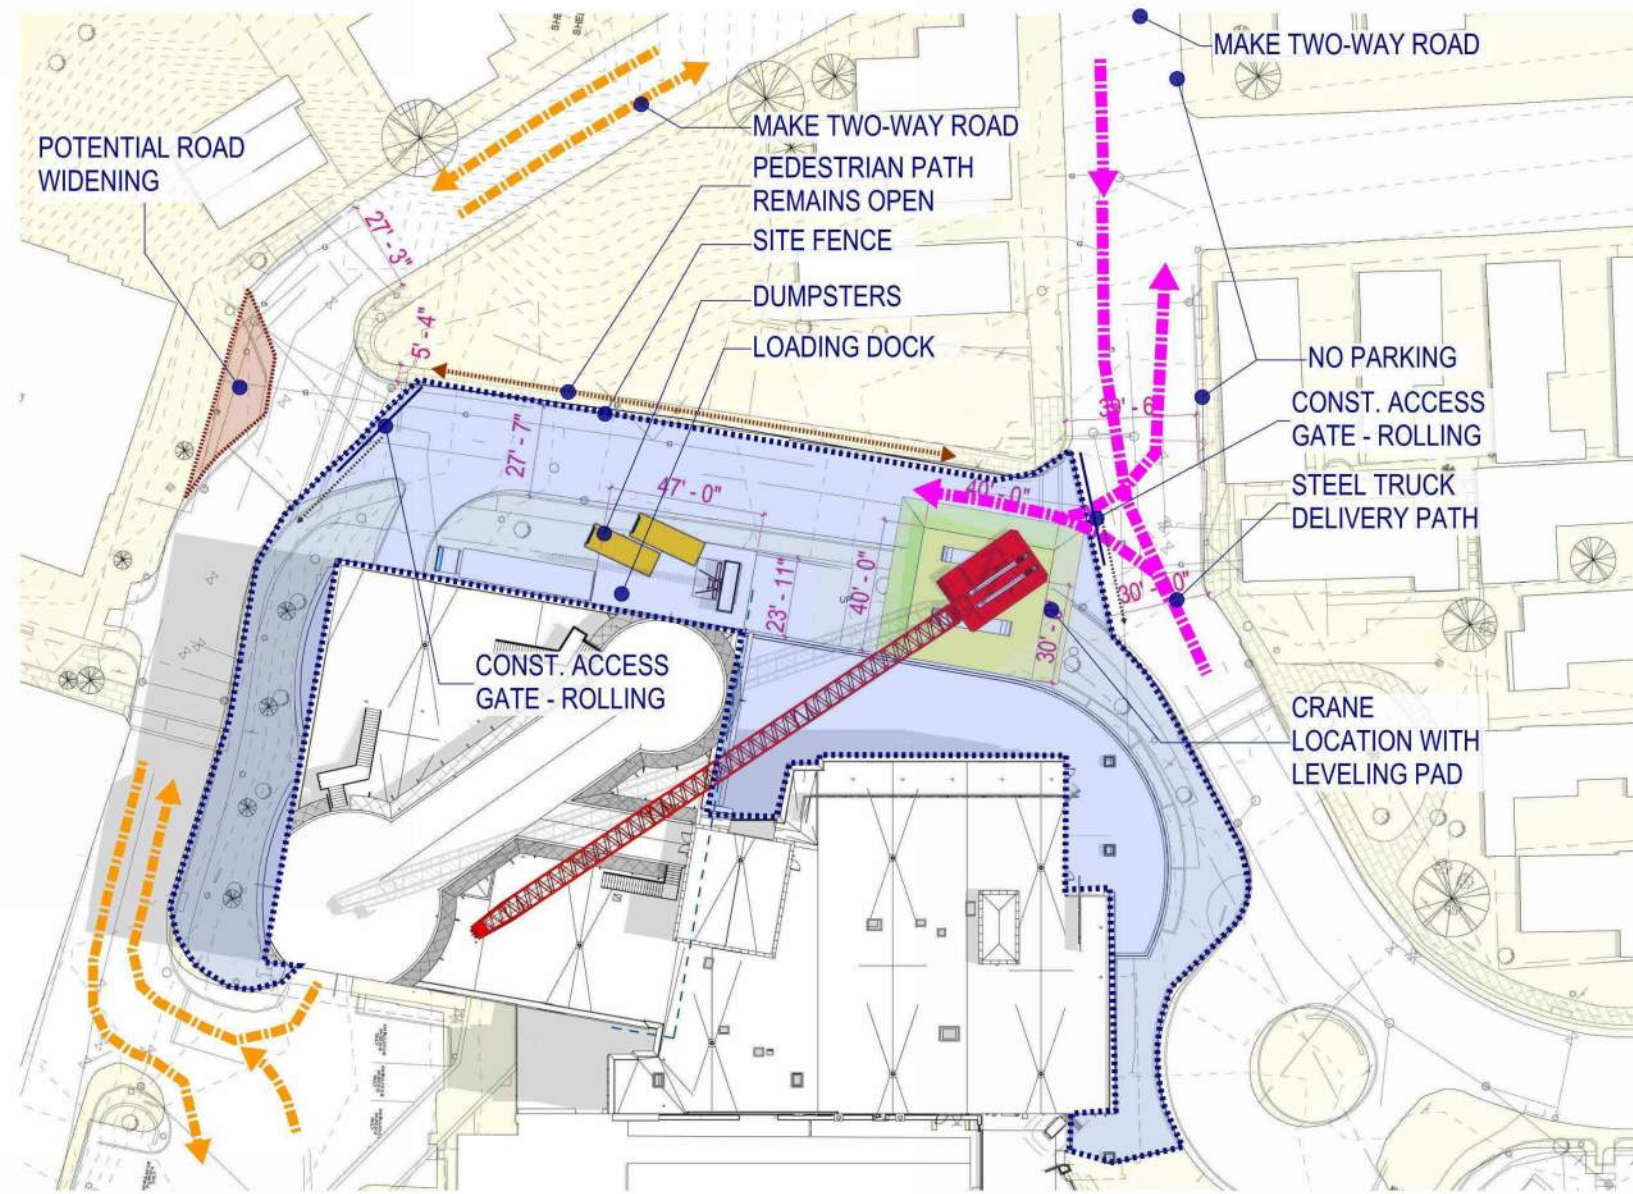 MAKE TWO-WAY ROAD
MAKE TWO-WAY ROAD
POTENTIAL ROAD
WIDENING
PEDESTRIAN PATH
REMAINS OPEN
SITE FENCE
DUMPSTERS
LOADING DOCK
27' - 3"
5' - 4"
NO PARKING
CONST. ACCESS
GATE - ROLLING
STEEL TRUCK
DELIVERY PATH
27' - 7"
47' - 0"
40' - 0"
23' - 11"
40' - 0"
30' - 0"
CONST. ACCESS
GATE - ROLLING
CRANE
LOCATION WITH
LEVELING PAD